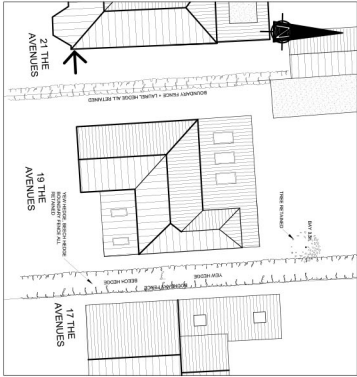 21 THE
AVENUES
N
BOUNDARY FENCE + LAUREL HEDGE ALL RETAINED
19 THE
AVENUES
YEW HEDGE BEECH HEDGE
BOUNDARY FENCE ALL
RETAINED
TREE RETAINED
YEW HEDGE
BEECH HEDGE
BOUNDARY FENCE
17 THE
AVENUES